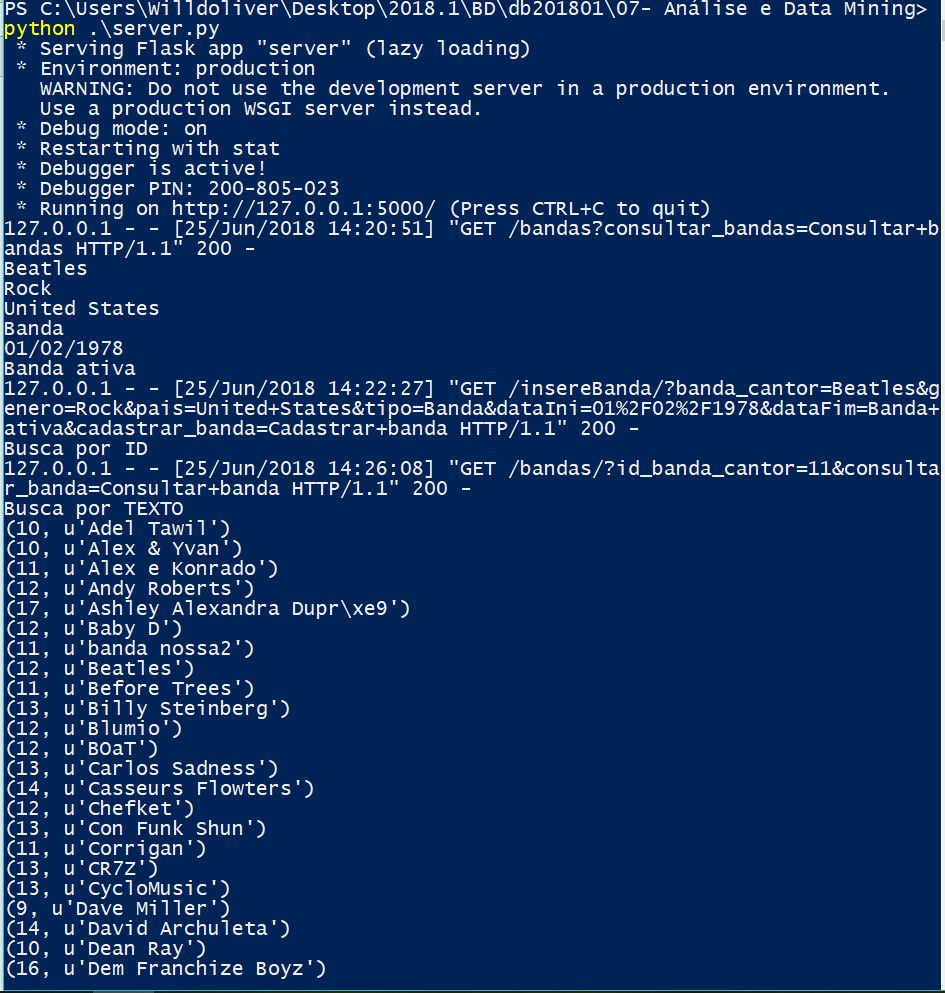 PS C:\Users\Willdoliver\Desktop\2018.1\BD\db201801\07- Análise e Data Mining>
python .\server.py
 * Serving Flask app "server" (lazy loading)
 * Environment: production
   WARNING: Do not use the development server in a production environment.
   Use a production WSGI server instead.
 * Debug mode: on
 * Restarting with stat
 * Debugger is active!
 * Debugger PIN: 200-805-023
 * Running on http://127.0.0.1:5000/ (Press CTRL+C to quit)
127.0.0.1 - - [25/Jun/2018 14:20:51] "GET /bandas?consultar_bandas=Consultar+b
andas HTTP/1.1" 200 -
Beatles
Rock
United States
Banda
01/02/1978
Banda ativa
127.0.0.1 - - [25/Jun/2018 14:22:27] "GET /insereBanda/?banda_cantor=Beatles&g
enero=Rock&pais=United+States&tipo=Banda&dataIni=01%2F02%2F1978&dataFim=Banda+
ativa&cadastrar_banda=Cadastrar+banda HTTP/1.1" 200 -
Busca por ID
127.0.0.1 - - [25/Jun/2018 14:26:08] "GET /bandas/?id_banda_cantor=11&consulta
r_banda=Consultar+banda HTTP/1.1" 200 -
Busca por TEXTO
(10, u'Adel Tawil')
(10, u'Alex & Yvan')
(11, u'Alex e Konrado')
(12, u'Andy Roberts')
(17, u'Ashley Alexandra Dupr\xe9')
(12, u'Baby D')
(11, u'banda nossa2')
(12, u'Beatles')
(11, u'Before Trees')
(13, u'Billy Steinberg')
(12, u'Blumio')
(12, u'BOaT')
(13, u'Carlos Sadness')
(14, u'Casseurs Flowters')
(12, u'Chefket')
(13, u'Con Funk Shun')
(11, u'Corrigan')
(13, u'CR7Z')
(13, u'CycloMusic')
(9, u'Dave Miller')
(14, u'David Archuleta')
(10, u'Dean Ray')
(16, u'Dem Franchize Boyz')